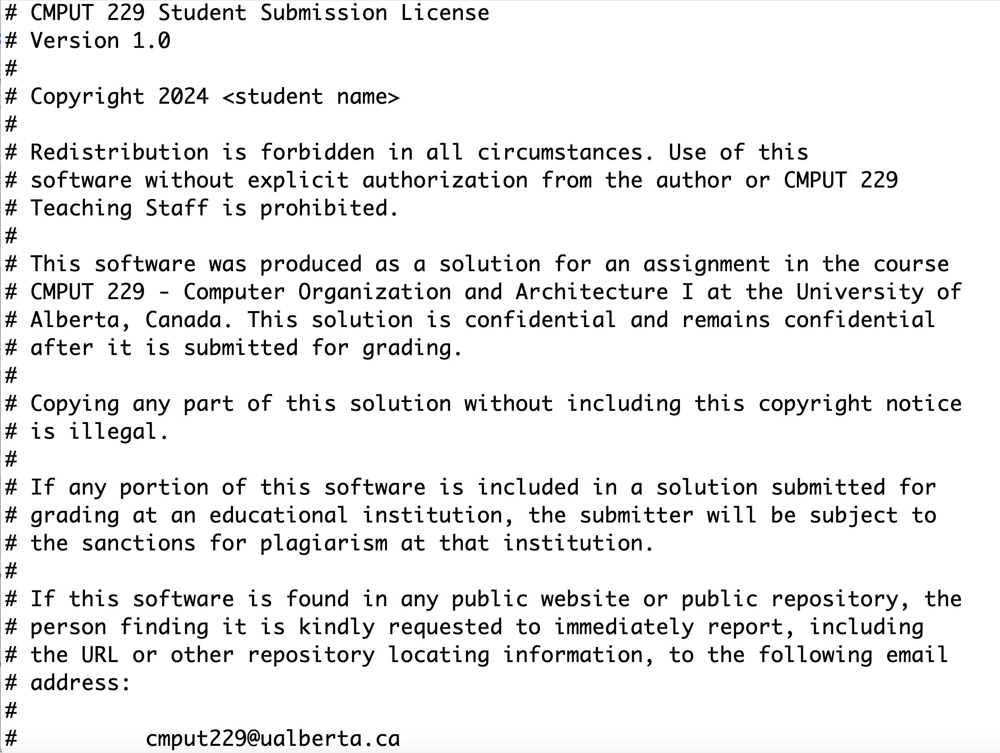 # CMPUT 229 Student Submission License
# Version 1.0
#
# Copyright 2024 <student name>
#
# Redistribution is forbidden in all circumstances. Use of this
# software without explicit authorization from the author or CMPUT 229
# Teaching Staff is prohibited.
#
# This software was produced as a solution for an assignment in the course
# CMPUT 229 - Computer Organization and Architecture I at the University of
# Alberta, Canada. This solution is confidential and remains confidential
# after it is submitted for grading.
#
# Copying any part of this solution without including this copyright notice
# is illegal.
#
# If any portion of this software is included in a solution submitted for
# grading at an educational institution, the submitter will be subject to
# the sanctions for plagiarism at that institution.
#
# If this software is found in any public website or public repository, the
# person finding it is kindly requested to immediately report, including
# the URL or other repository locating information, to the following email
# address:
#
#          cmput229@ualberta.ca